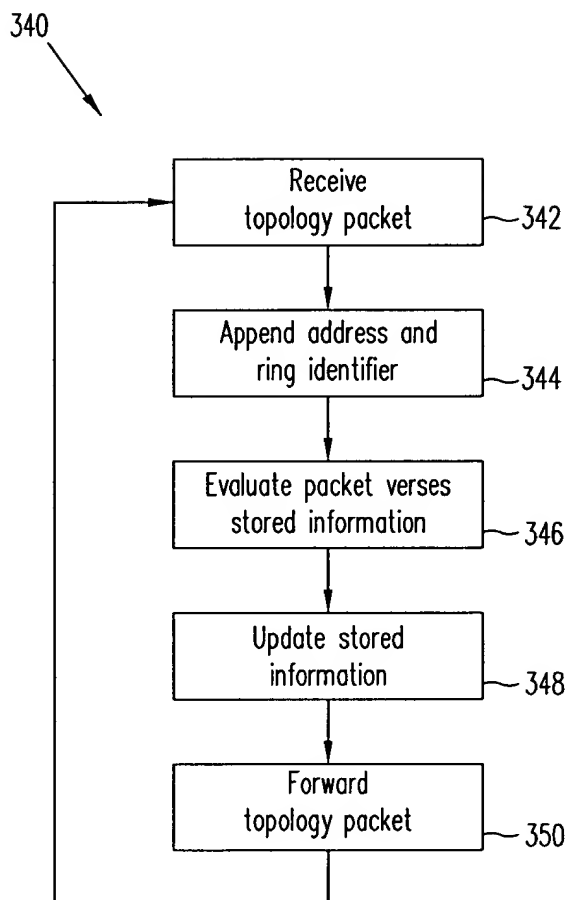 340
Receive
topology packet
342
Append address and
ring identifier
344
Evaluate packet verses
stored information
346
Update stored
information
348
Forward
topology packet
350